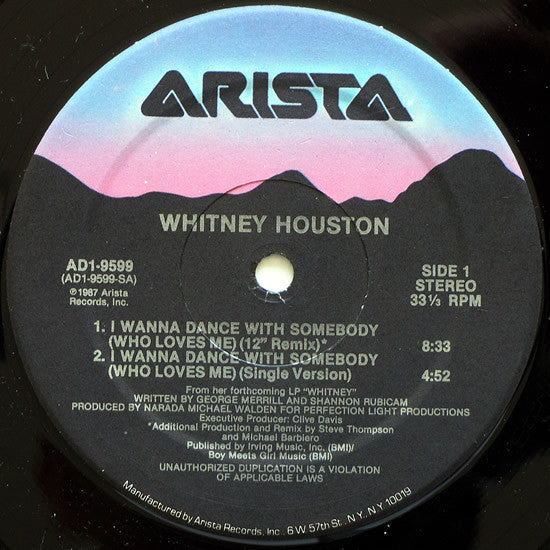 ARISTA
WHITNEY HOUSTON
AD1-9599
(AD1-9599-SA)
℗1987 Arista
Records, Inc.
SIDE 1
STEREO
33⅓ RPM
1. I WANNA DANCE WITH SOMEBODY
(WHO LOVES ME) (12" Remix)* 8:33
2. I WANNA DANCE WITH SOMEBODY
(WHO LOVES ME) (Single Version) 4:52
From her forthcoming LP "WHITNEY"
WRITTEN BY GEORGE MERRILL AND SHANNON RUBICAM
PRODUCED BY NARADA MICHAEL WALDEN FOR PERFECTION LIGHT PRODUCTIONS
Executive Producer: Clive Davis
*Additional Production and Remix by Steve Thompson
and Michael Barbiero
Published by Irving Music, Inc. (BMI)/
Boy Meets Girl Music (BMI)
UNAUTHORIZED DUPLICATION IS A VIOLATION
OF APPLICABLE LAWS
Manufactured by Arista Records, Inc., 6 W. 57th St., N.Y., N.Y. 10019